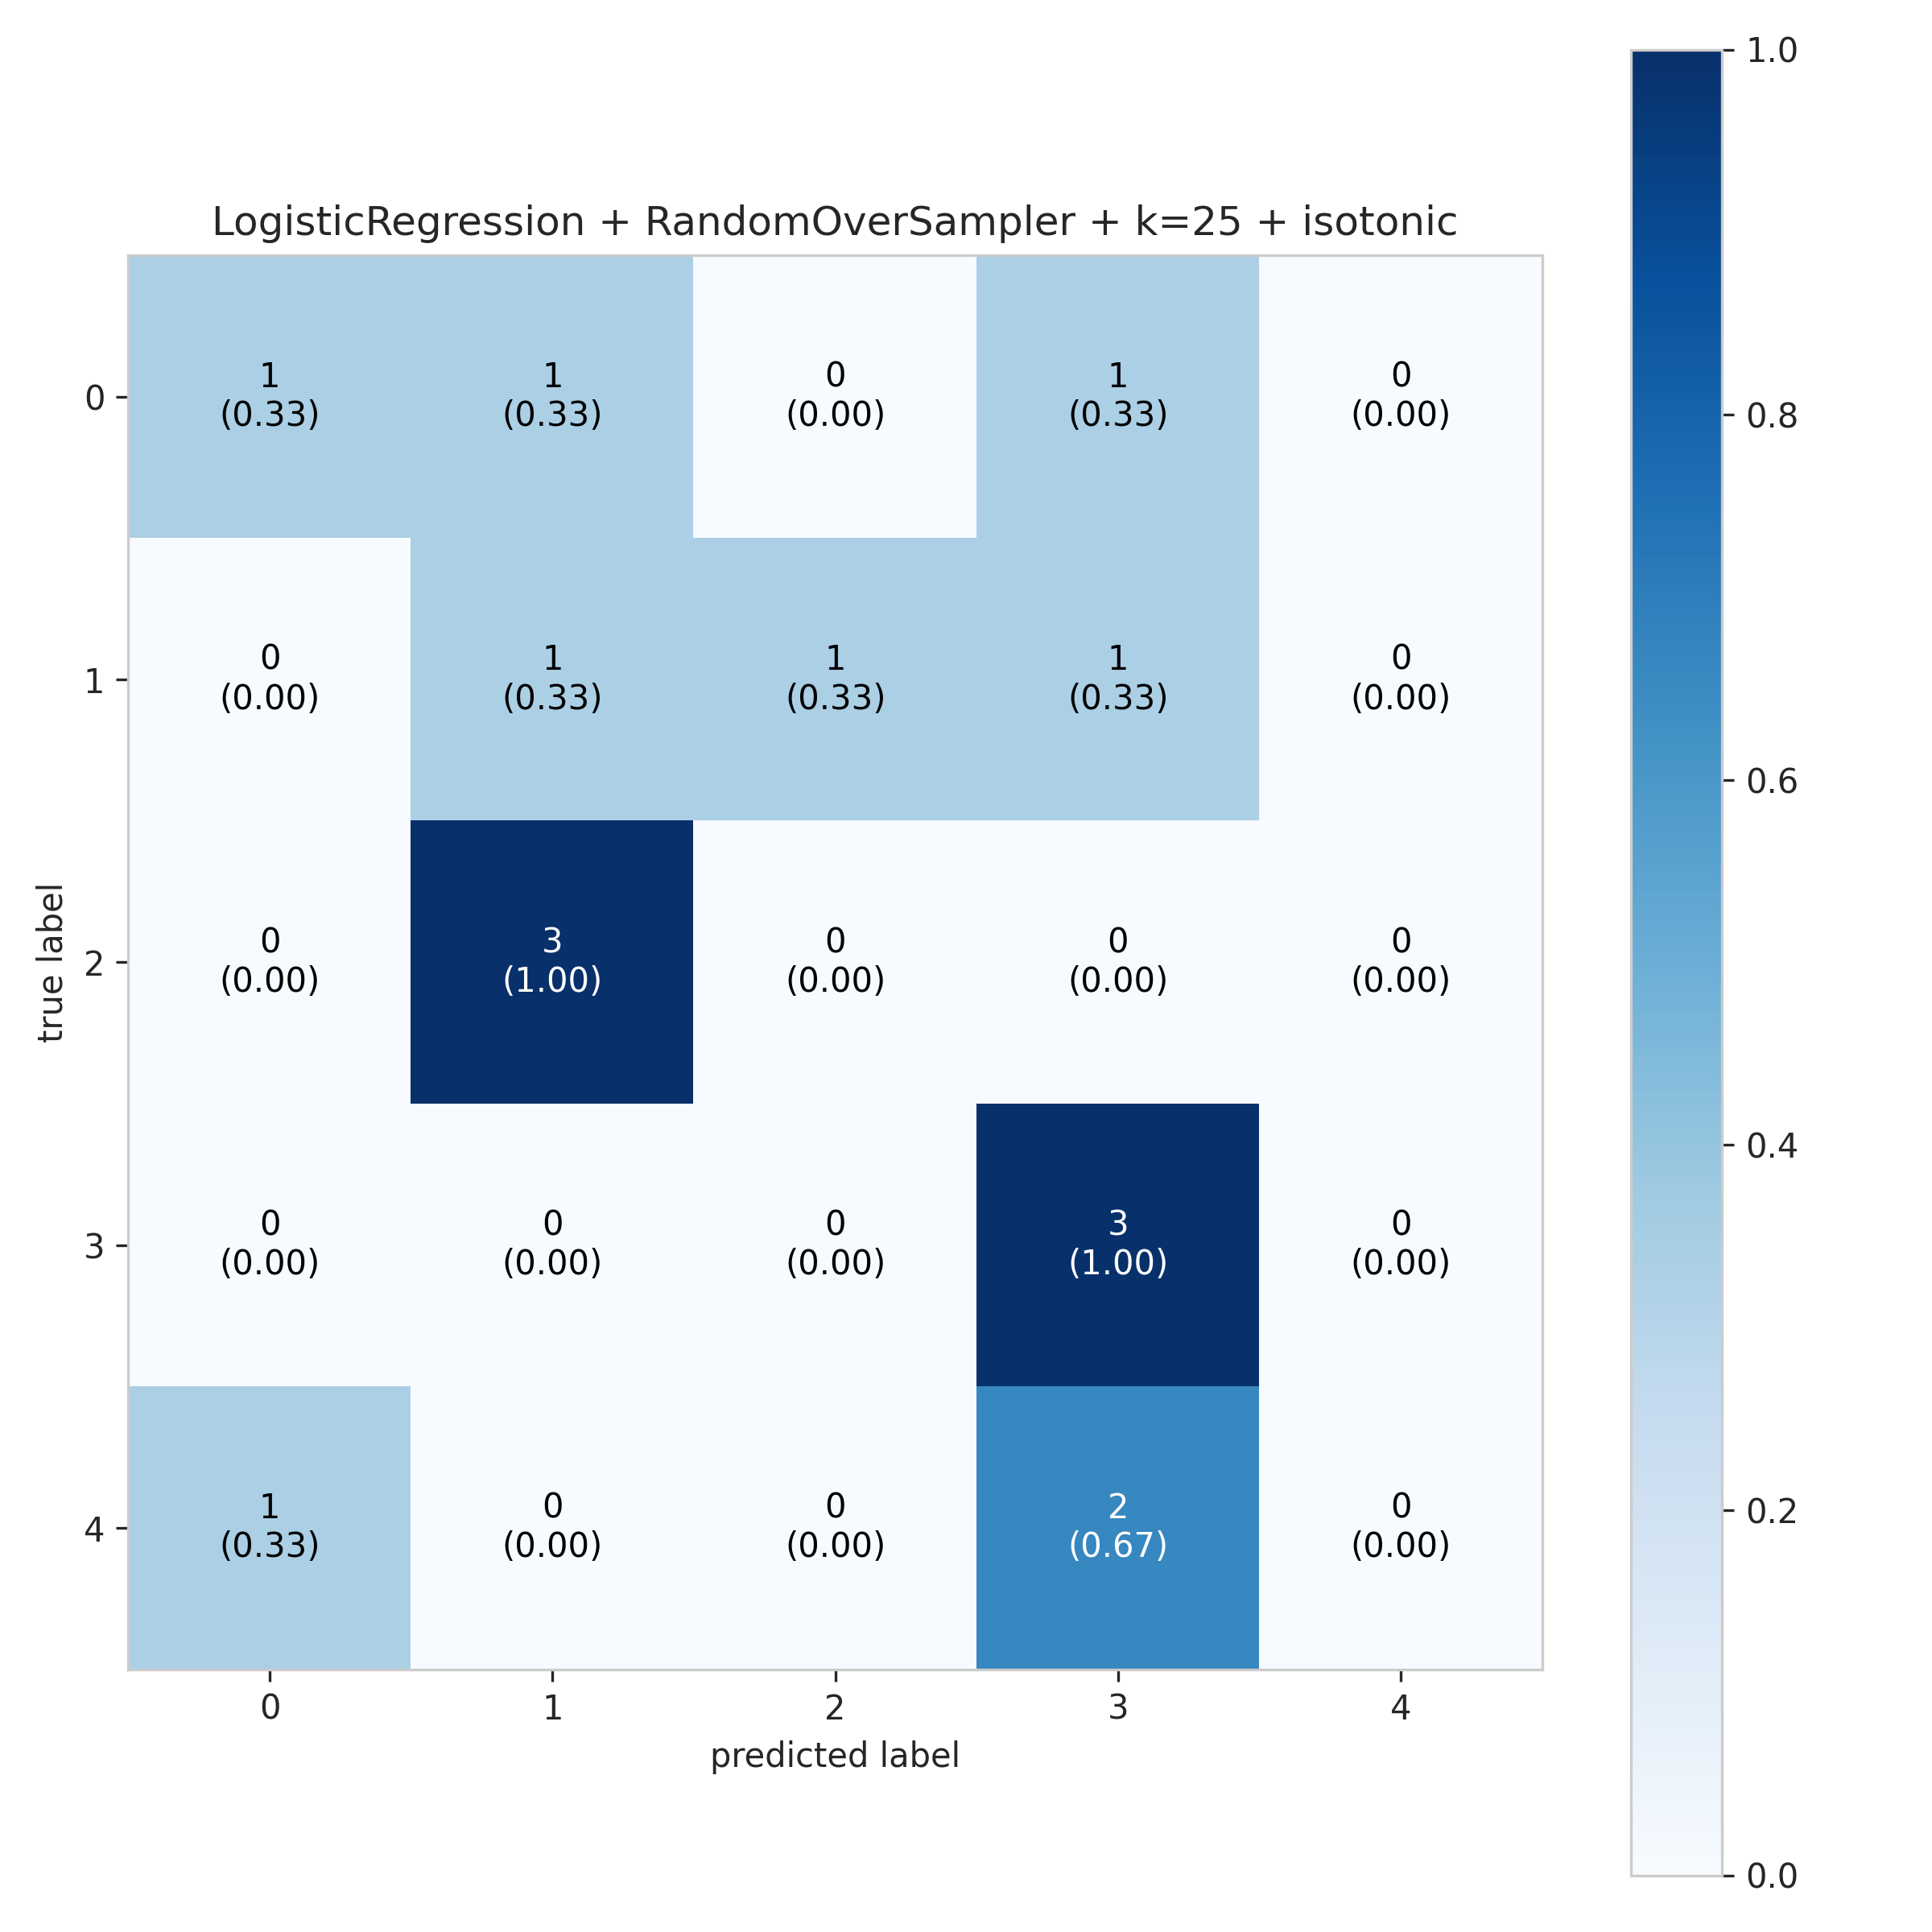 LogisticRegression + RandomOverSampler + k=25 + isotonic
1 1 0 1 0
(0.33) (0.33) (0.00) (0.33) (0.00)
0
0 1 1 1 0
(0.00) (0.33) (0.33) (0.33) (0.00)
1
0 3 0 0 0
(0.00) (1.00) (0.00) (0.00) (0.00)
2
0 0 0 3 0
(0.00) (0.00) (0.00) (1.00) (0.00)
3
1 0 0 2 0
(0.33) (0.00) (0.00) (0.67) (0.00)
4
true label
0 1 2 3 4
predicted label
1.0
0.8
0.6
0.4
0.2
0.0